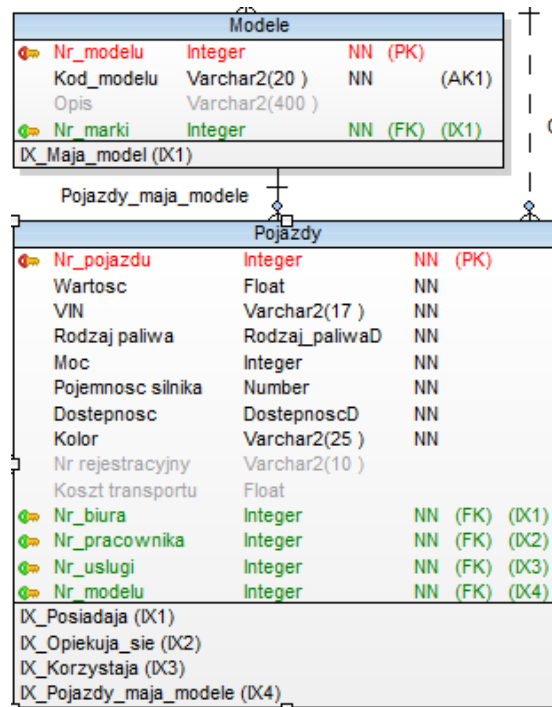 Modele
Nr_modelu Integer NN (PK)
Kod_modelu Varchar2(20 ) NN (AK1)
Opis Varchar2(400 )
Nr_marki Integer NN (FK) (IX1)
IX_Maja_model (IX1)
Pojazdy_maja_modele
Pojazdy
Nr_pojazdu Integer NN (PK)
Wartosc Float NN
VIN Varchar2(17 ) NN
Rodzaj paliwa Rodzaj_paliwaD NN
Moc Integer NN
Pojemnosc silnika Number NN
Dostepnosc DostepnoscD NN
Kolor Varchar2(25 ) NN
Nr rejestracyjny Varchar2(10 )
Koszt transportu Float
Nr_biura Integer NN (FK) (IX1)
Nr_pracownika Integer NN (FK) (IX2)
Nr_uslugi Integer NN (FK) (IX3)
Nr_modelu Integer NN (FK) (IX4)
IX_Posiadaja (IX1)
IX_Opiekuja_sie (IX2)
IX_Korzystaja (IX3)
IX_Pojazdy_maja_modele (IX4)